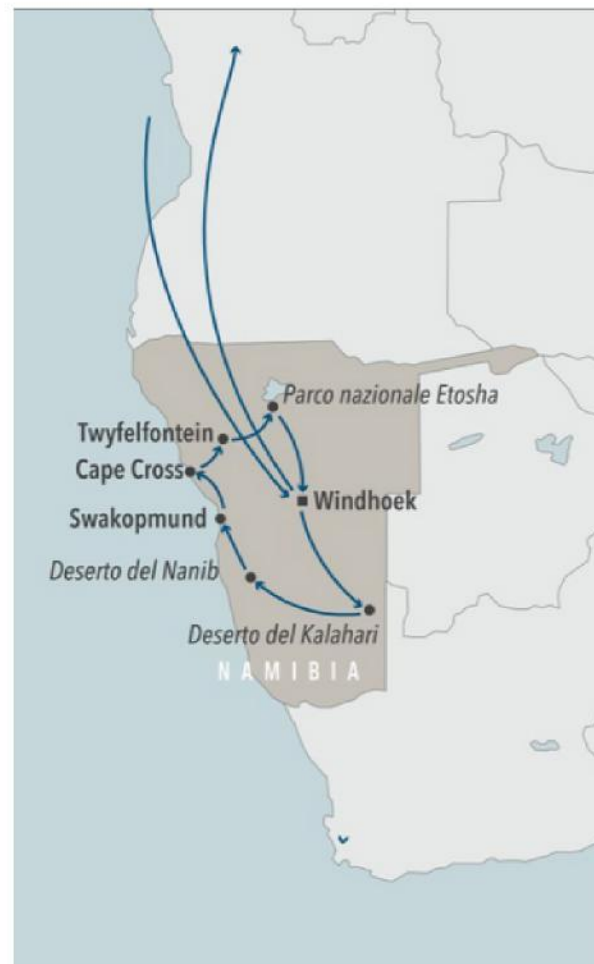 Parco nazionale Etosha
Twyfelfontein
Cape Cross
Windhoek
Swakopmund
Deserto del Nanib
Deserto del Kalahari
NAMIBIA